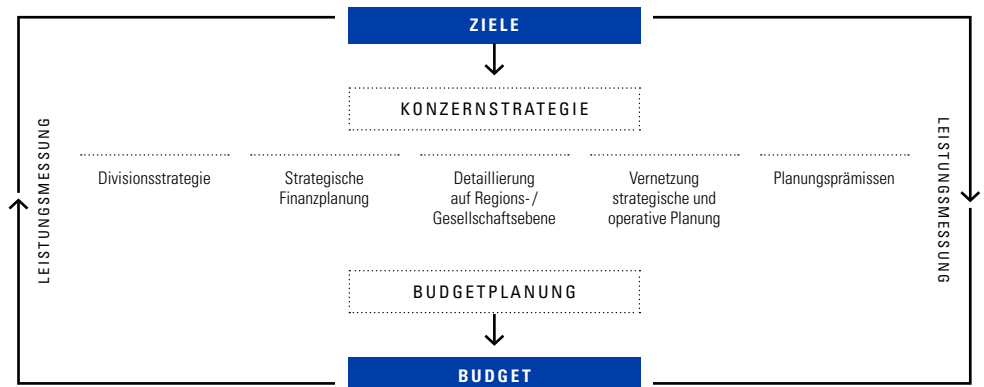 ZIELE
KONZERNSTRATEGIE
LEISTUNGSMESSUNG
LEISTUNGSMESSUNG
Divisionsstrategie
Strategische
Finanzplanung
Detaillierung
auf Regions-/
Gesellschaftsebene
Vernetzung
strategische und
operative Planung
Planungsprämissen
BUDGETPLANUNG
BUDGET